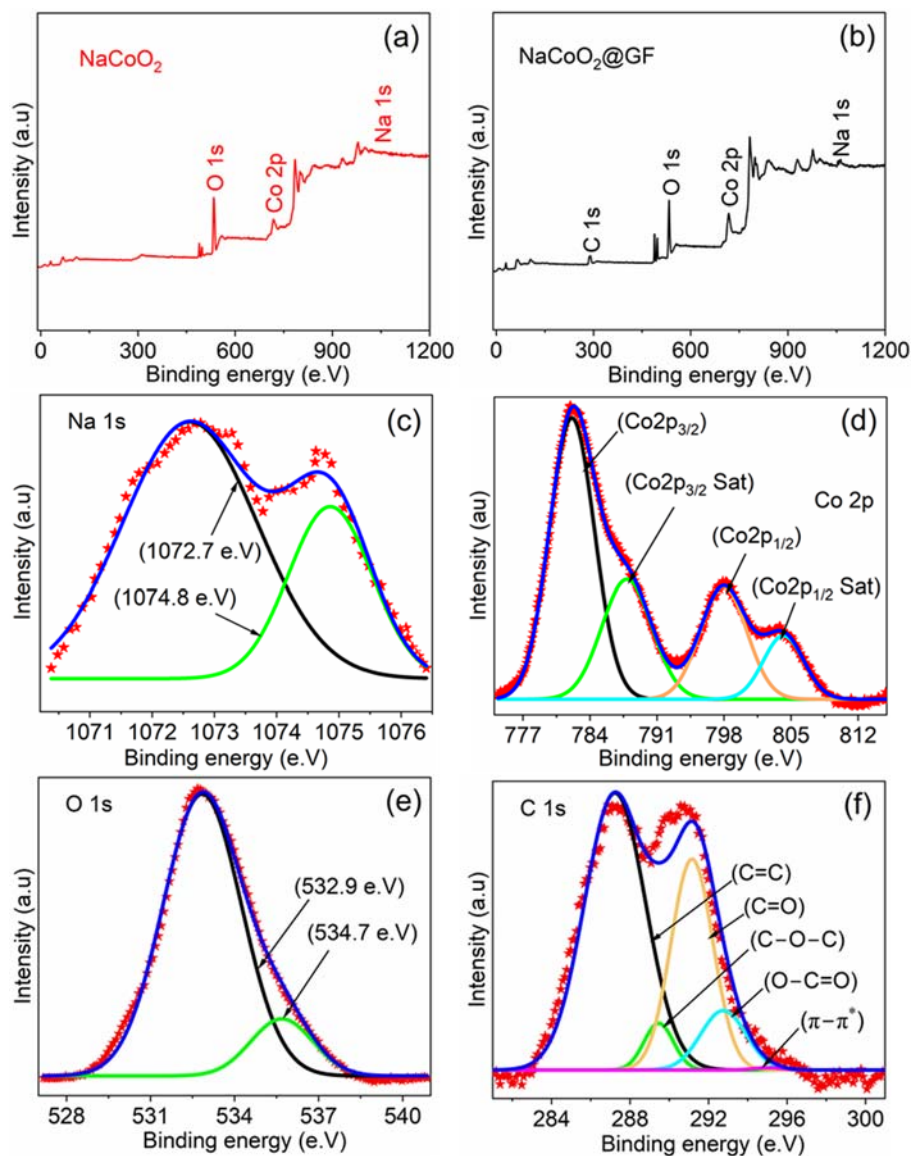 (a)
NaCoO₂
O 1s
Co 2p
Na 1s
Intensity (a.u)
0 300 600 900 1200
Binding energy (e.V)
(b)
NaCoO₂@GF
C 1s
O 1s
Co 2p
Na 1s
Intensity (a.u)
0 300 600 900 1200
Binding energy (e.V)
(c)
Na 1s
(1072.7 e.V)
(1074.8 e.V)
Intensity (a.u)
1071 1072 1073 1074 1075 1076
Binding energy (e.V)
(d)
(Co2p₃/₂)
(Co2p₃/₂ Sat)
Co 2p
(Co2p₁/₂)
(Co2p₁/₂ Sat)
Intensity (au)
777 784 791 798 805 812
Binding energy (e.V)
(e)
O 1s
(532.9 e.V)
(534.7 e.V)
Intensity (a.u)
528 531 534 537 540
Binding energy (e.V)
(f)
C 1s
(C=C)
(C=O)
(C–O–C)
(O–C=O)
(π–π*)
Intensity (a.u)
284 288 292 296 300
Binding energy (e.V)